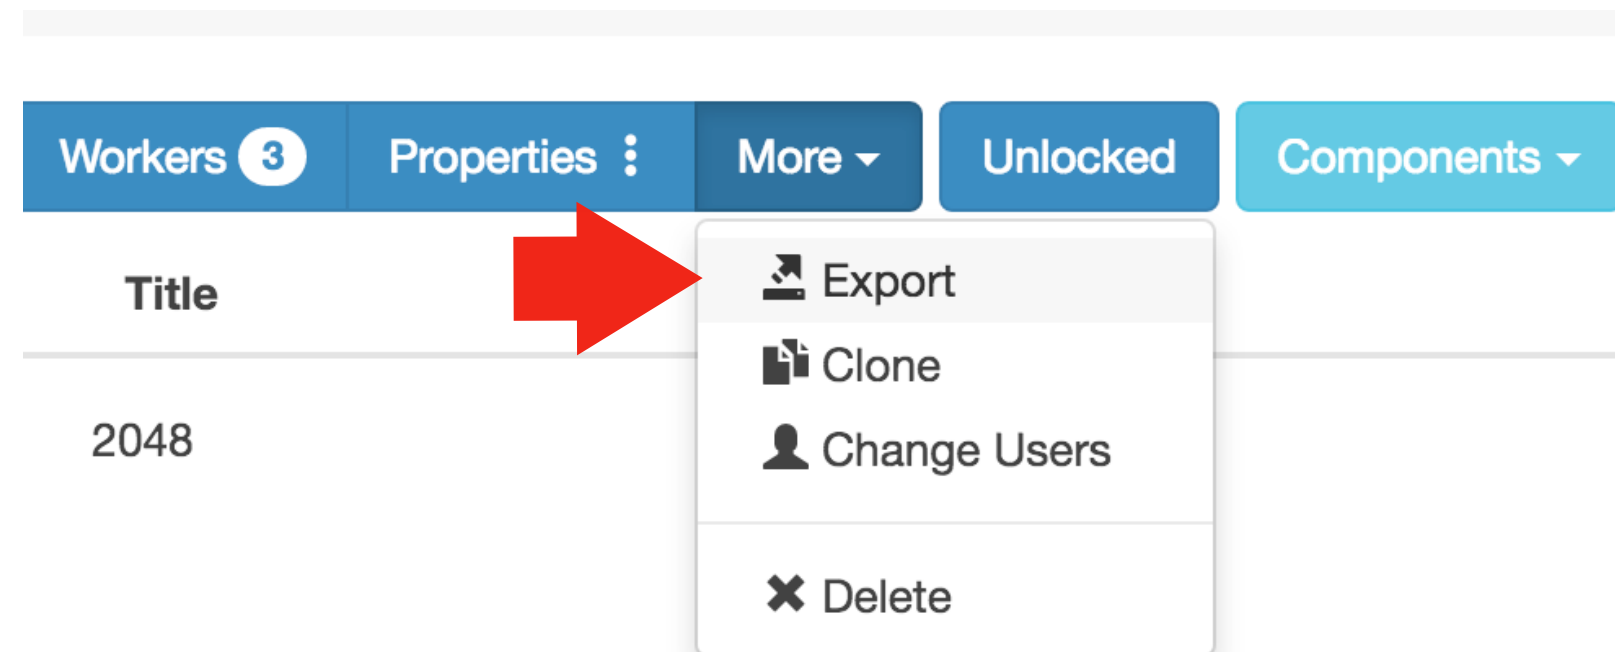 Workers 3 Properties More Unlocked Components
Title
Export
Clone
2048
Change Users
Delete